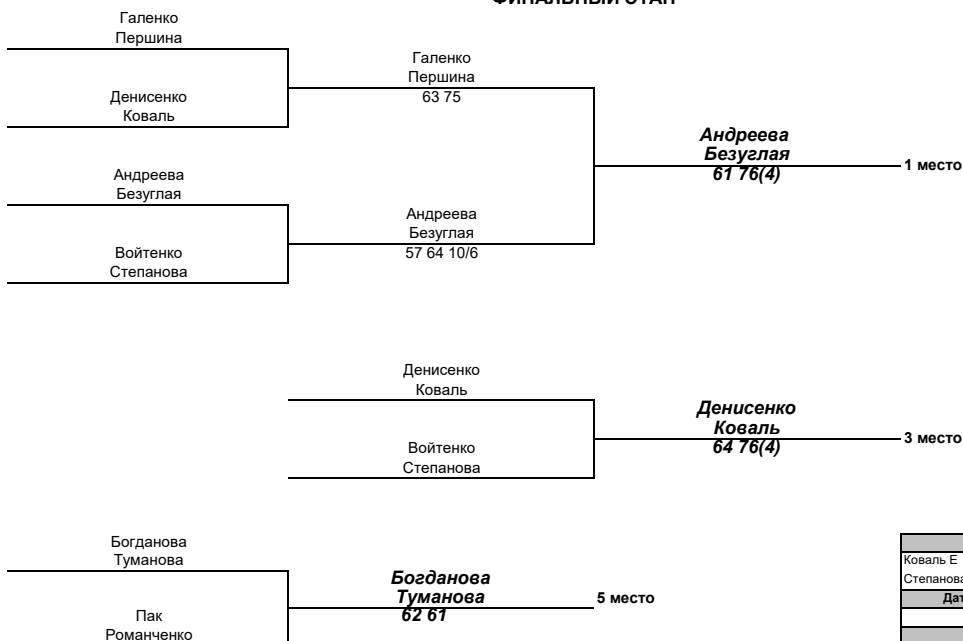 ФИНАЛЬНЫЙ ЭТАП
Галенко
Першина
Галенко
Першина
63 75
Денисенко
Коваль
Андреева
Безуглая
61 76(4)
1 место
Андреева
Безуглая
Андреева
Безуглая
57 64 10/6
Войтенко
Степанова
Денисенко
Коваль
Денисенко
Коваль
64 76(4)
3 место
Войтенко
Степанова
Богданова
Туманова
Богданова
Туманова
62 61
5 место
Пак
Романченко
Коваль Е